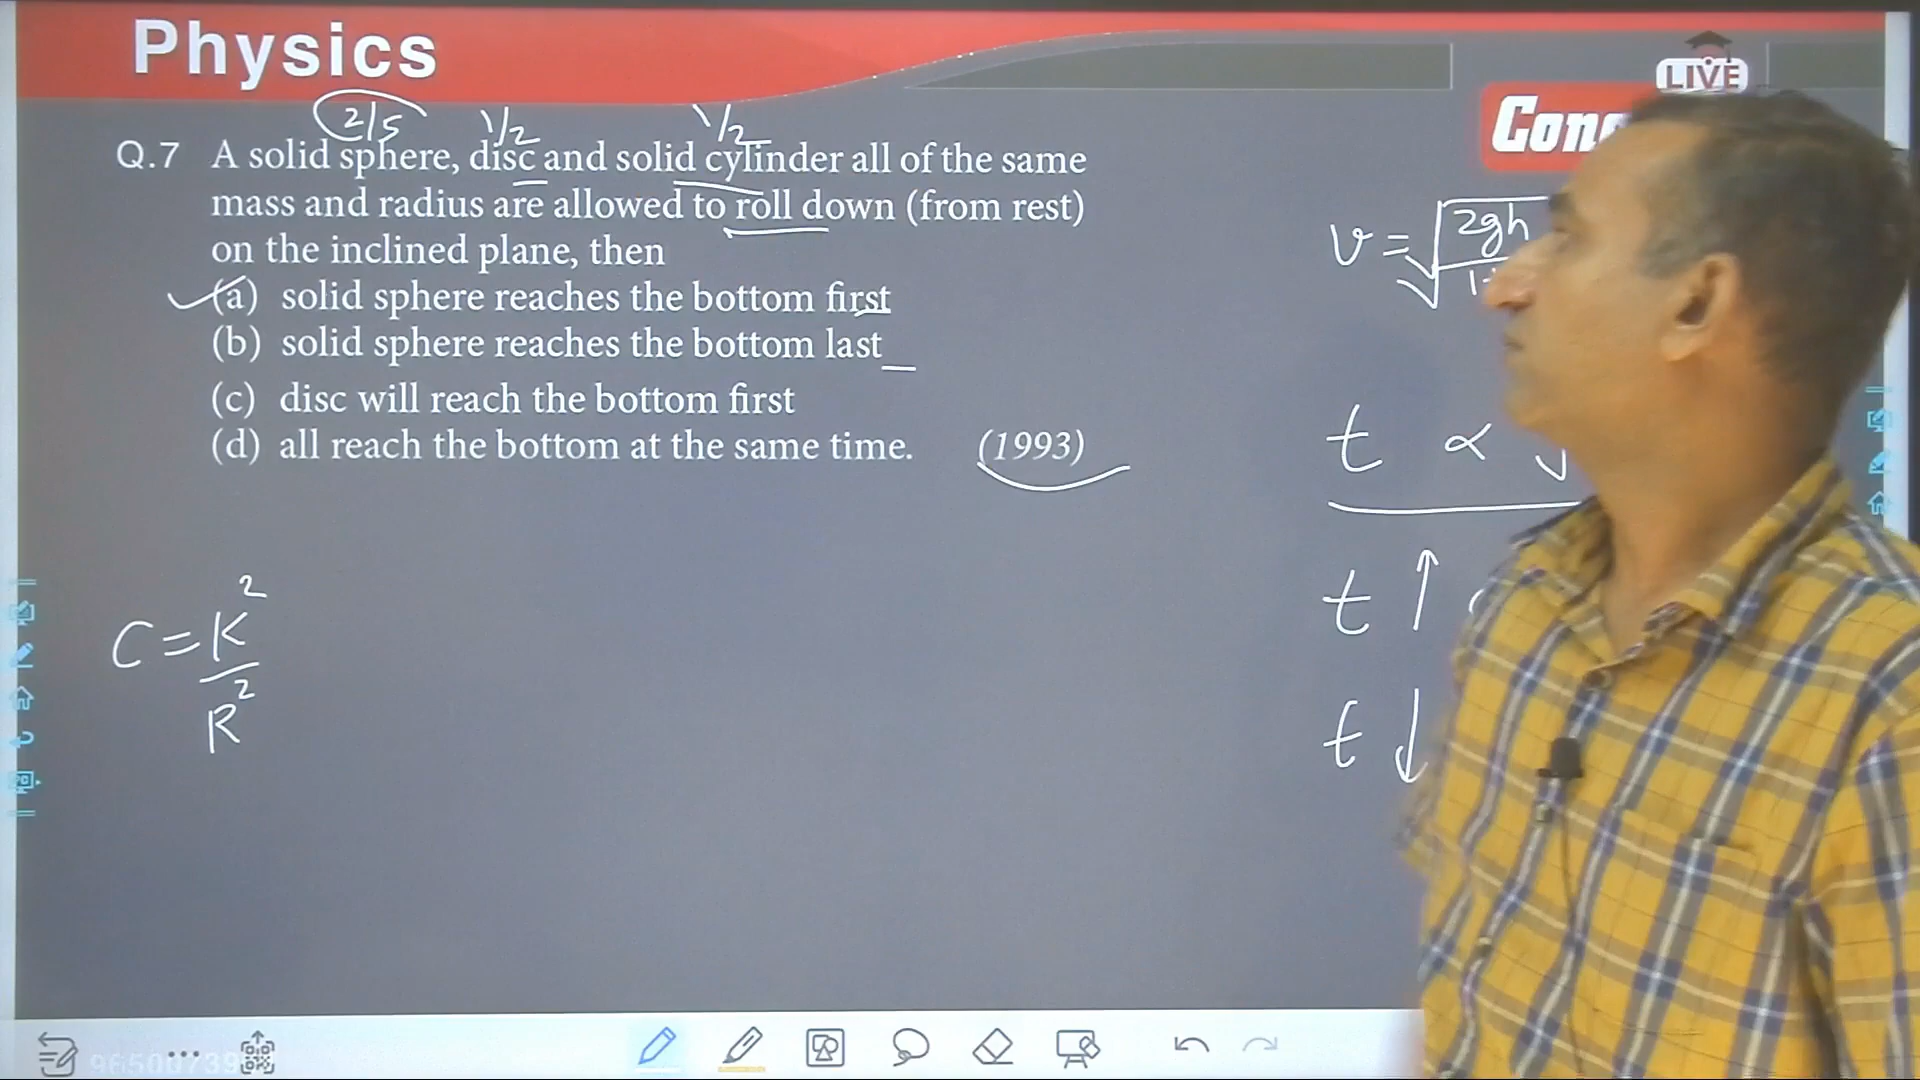 Physics
LIVE
Conc
2/5 1/2 1/2
Q.7 A solid sphere, disc and solid cylinder all of the same
mass and radius are allowed to roll down (from rest)
on the inclined plane, then
(a) solid sphere reaches the bottom first
(b) solid sphere reaches the bottom last
(c) disc will reach the bottom first
(d) all reach the bottom at the same time. (1993)
v = √2gh
1+
t ∝ √
t ↑
t ↓
C = K²
R²